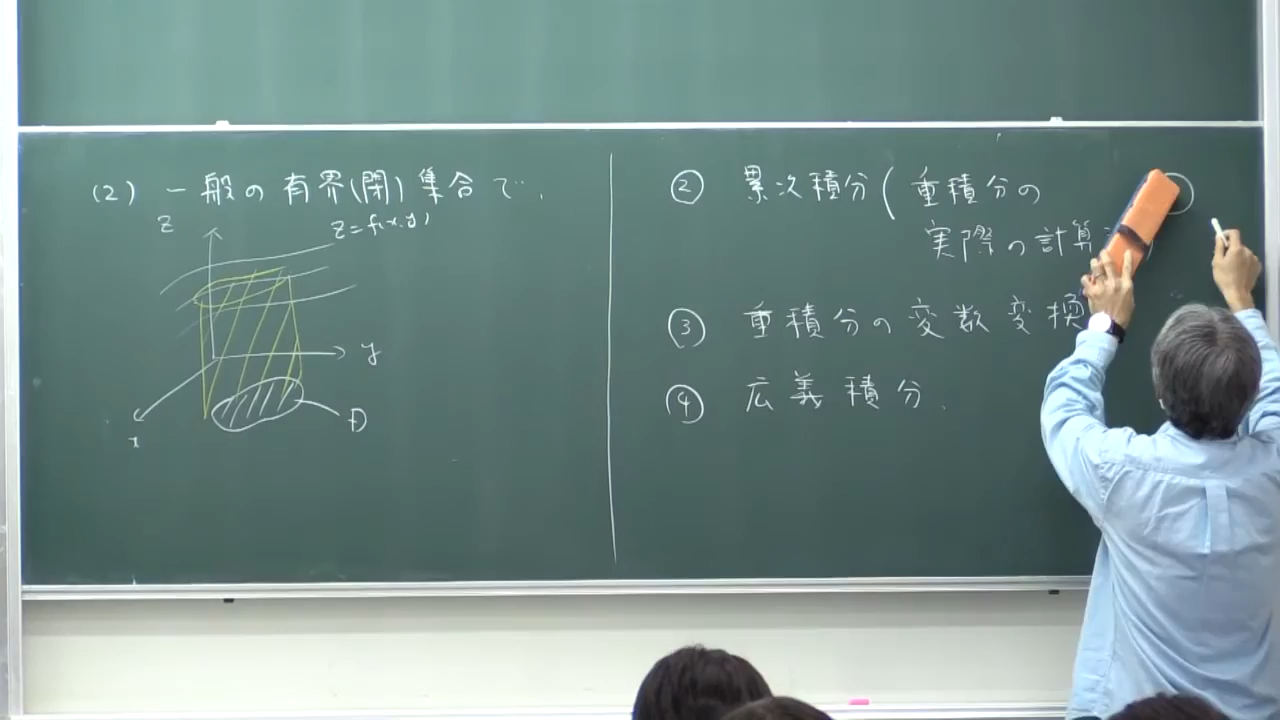 (2) 一般の有界(閉)集合で、
z
z=f(x,y)
y
x
D
② 累次積分(重積分の
実際の計算
③ 重積分の変数変換
④ 広義積分.